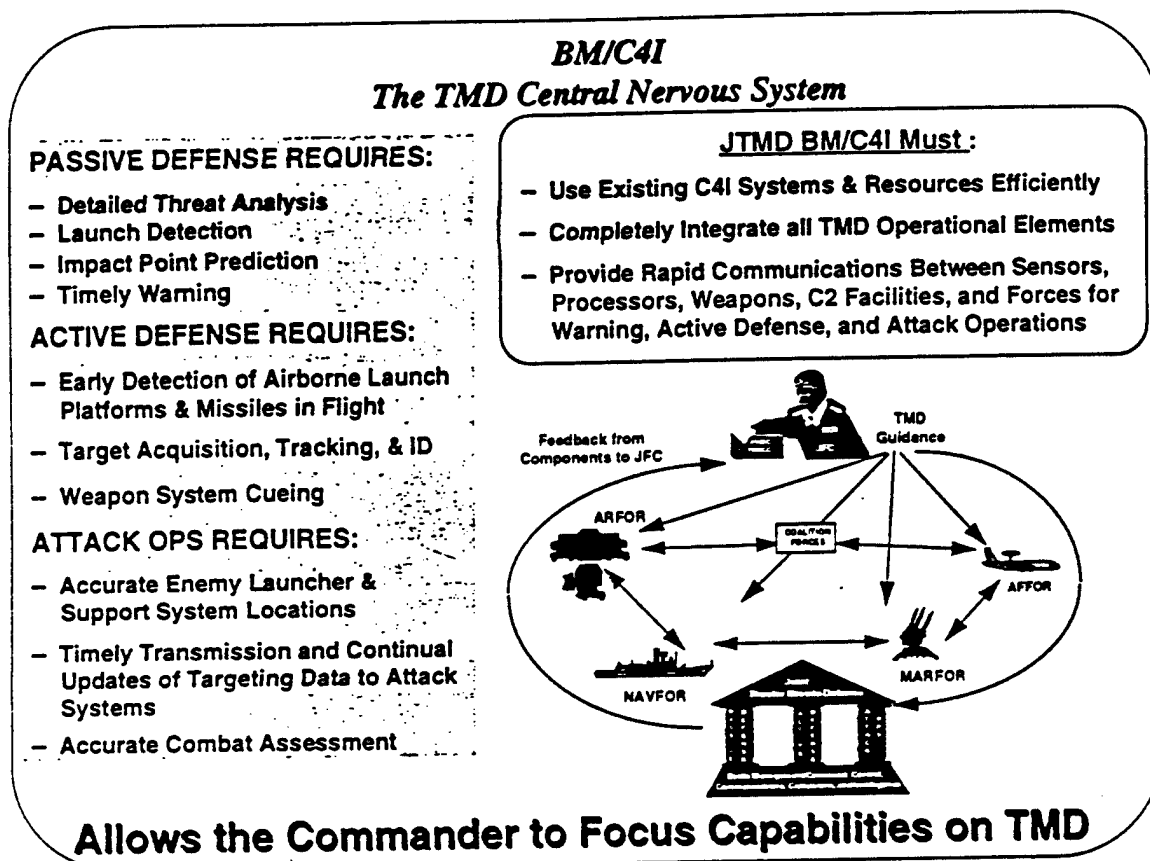 BM/C4I
The TMD Central Nervous System
PASSIVE DEFENSE REQUIRES:
– Detailed Threat Analysis
– Launch Detection
– Impact Point Prediction
– Timely Warning
ACTIVE DEFENSE REQUIRES:
– Early Detection of Airborne Launch
Platforms & Missiles in Flight
– Target Acquisition, Tracking, & ID
– Weapon System Cueing
ATTACK OPS REQUIRES:
– Accurate Enemy Launcher &
Support System Locations
– Timely Transmission and Continual
Updates of Targeting Data to Attack
Systems
– Accurate Combat Assessment
JTMD BM/C4I Must :
– Use Existing C4I Systems & Resources Efficiently
– Completely Integrate all TMD Operational Elements
– Provide Rapid Communications Between Sensors,
Processors, Weapons, C2 Facilities, and Forces for
Warning, Active Defense, and Attack Operations
Feedback from
Components to JFC
TMD
Guidance
JFC
ARFOR
COALITION
FORCES
AFFOR
NAVFOR
MARFOR
Allows the Commander to Focus Capabilities on TMD